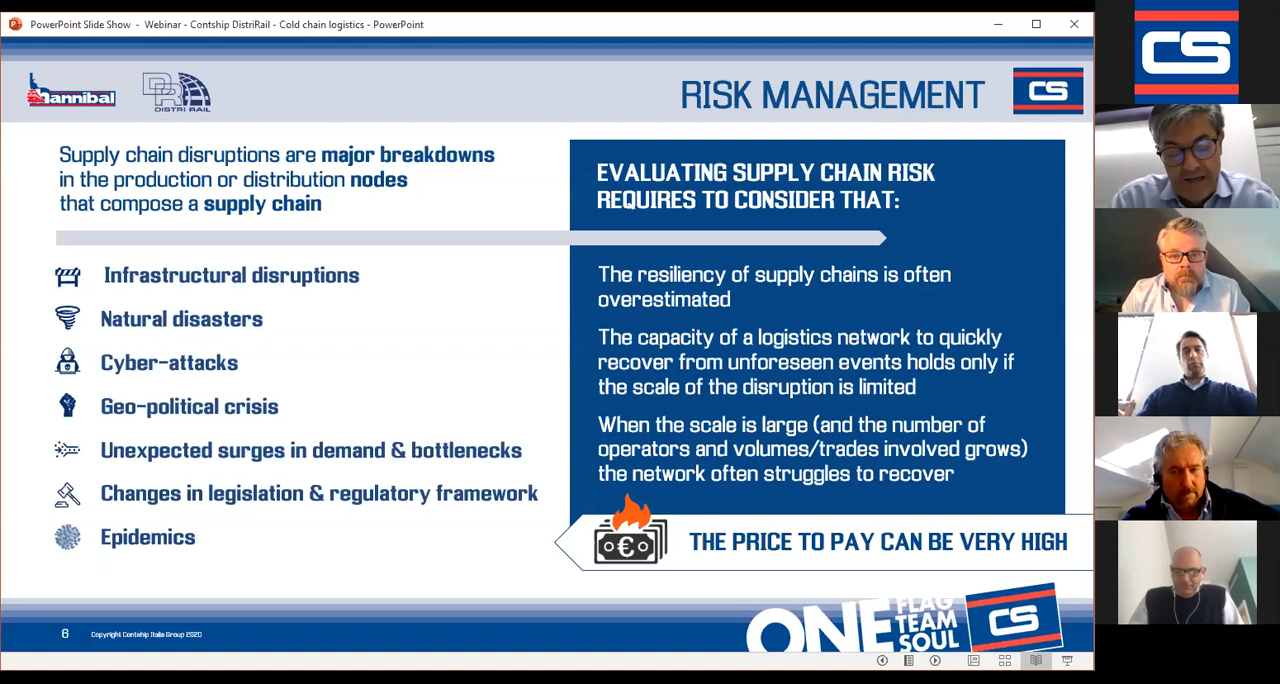 PowerPoint Slide Show - Webinar - Contship DistriRail - Cold chain logistics - PowerPoint
hannibal
DR
DISTRI RAIL
RISK MANAGEMENT
CS
CS
Supply chain disruptions are major breakdowns
in the production or distribution nodes
that compose a supply chain
Infrastructural disruptions
Natural disasters
Cyber-attacks
Geo-political crisis
Unexpected surges in demand & bottlenecks
Changes in legislation & regulatory framework
Epidemics
EVALUATING SUPPLY CHAIN RISK
REQUIRES TO CONSIDER THAT:
The resiliency of supply chains is often
overestimated
The capacity of a logistics network to quickly
recover from unforeseen events holds only if
the scale of the disruption is limited
When the scale is large (and the number of
operators and volumes/trades involved grows)
the network often struggles to recover
€
THE PRICE TO PAY CAN BE VERY HIGH
6
Copyright Contship Italia Group 2020
ONE
FLAG
TEAM
SOUL
CS